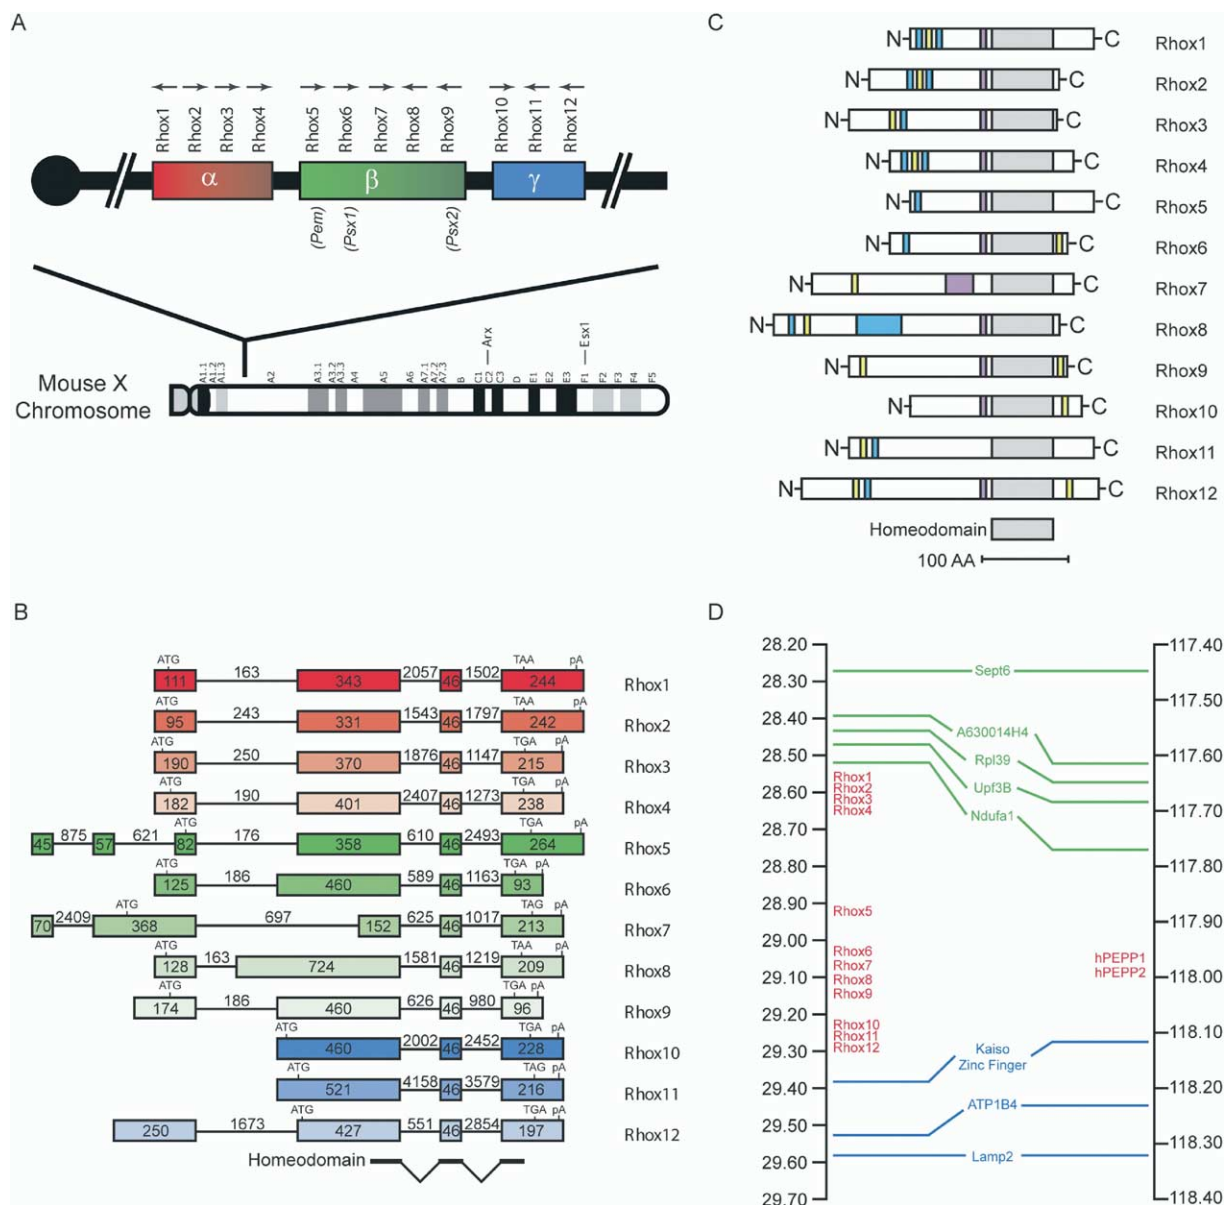 A
Rhox1 Rhox2 Rhox3 Rhox4 Rhox5 Rhox6 Rhox7 Rhox8 Rhox9 Rhox10 Rhox11 Rhox12
α β γ
(Pem) (Psx1) (Psx2)
Arx Esx1
A1.1 A1.2 A1.3 A2 A3.1 A3.2 A3.3 A4 A5 A6 A7.1 A7.2 A7.3 B C1 C2 C3 D E1 E2 E3 F1 F2 F3 F4 F5
Mouse X
Chromosome
B
ATG TAA pA
111 163 343 2057 46 1502 244 Rhox1
ATG TAA pA
95 243 331 1543 46 1797 242 Rhox2
ATG TGA pA
190 250 370 1876 46 1147 215 Rhox3
ATG TGA pA
182 190 401 2407 46 1273 238 Rhox4
ATG TGA pA
45 875 57 621 82 176 358 610 46 2493 264 Rhox5
ATG TGA pA
125 186 460 589 46 1163 93 Rhox6
ATG TAG pA
70 2409 368 697 152 625 46 1017 213 Rhox7
ATG TAA pA
128 163 724 1581 46 1219 209 Rhox8
ATG TGA pA
174 186 460 626 46 980 96 Rhox9
ATG TGA pA
460 2002 46 2452 228 Rhox10
ATG TAG pA
521 4158 46 3579 216 Rhox11
ATG TGA pA
250 1673 427 551 46 2854 197 Rhox12
Homeodomain
C
N C Rhox1
N C Rhox2
N C Rhox3
N C Rhox4
N C Rhox5
N C Rhox6
N C Rhox7
N C Rhox8
N C Rhox9
N C Rhox10
N C Rhox11
N C Rhox12
Homeodomain
100 AA
D
28.20
28.30
28.40
28.50
28.60
28.70
28.80
28.90
29.00
29.10
29.20
29.30
29.40
29.50
29.60
29.70
Rhox1
Rhox2
Rhox3
Rhox4
Rhox5
Rhox6
Rhox7
Rhox8
Rhox9
Rhox10
Rhox11
Rhox12
Sept6
A630014H4
Rpl39
Upf3B
Ndufa1
Kaiso
Zinc Finger
ATP1B4
Lamp2
hPEPP1
hPEPP2
117.40
117.50
117.60
117.70
117.80
117.90
118.00
118.10
118.20
118.30
118.40